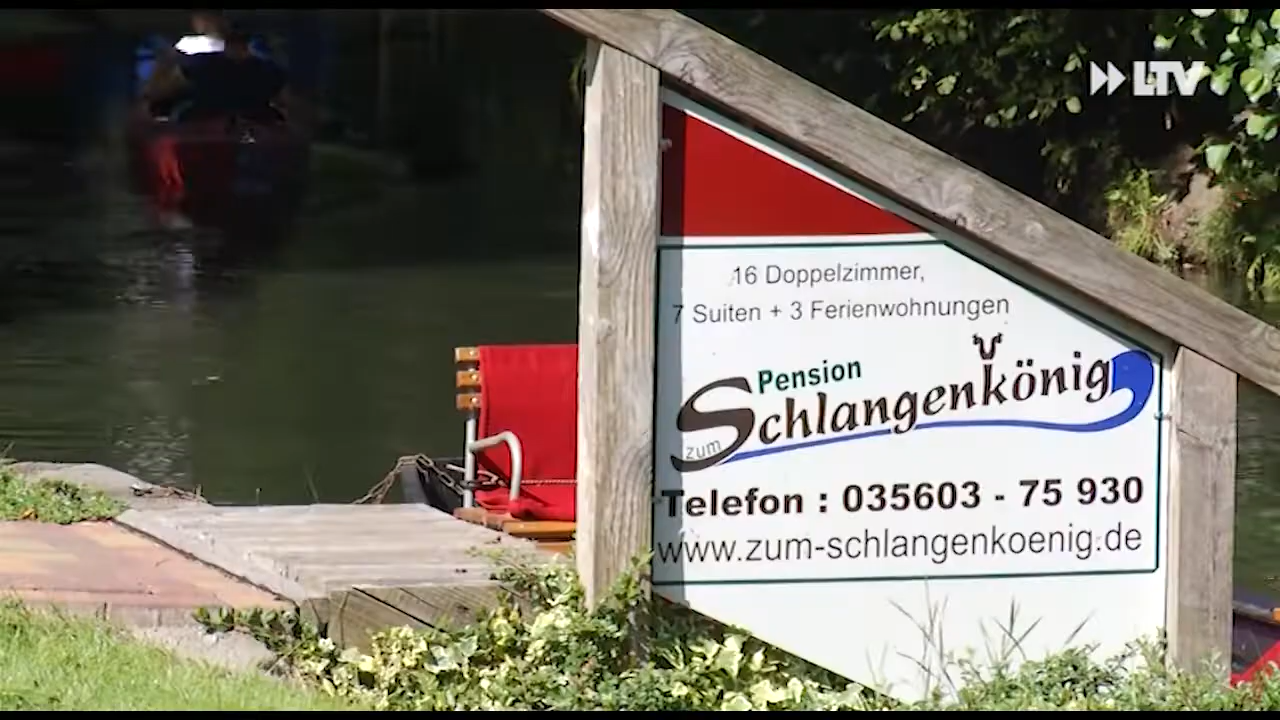 LTV
16 Doppelzimmer,
7 Suiten + 3 Ferienwohnungen
Pension
zum Schlangenkönig
Telefon : 035603 - 75 930
www.zum-schlangenkoenig.de